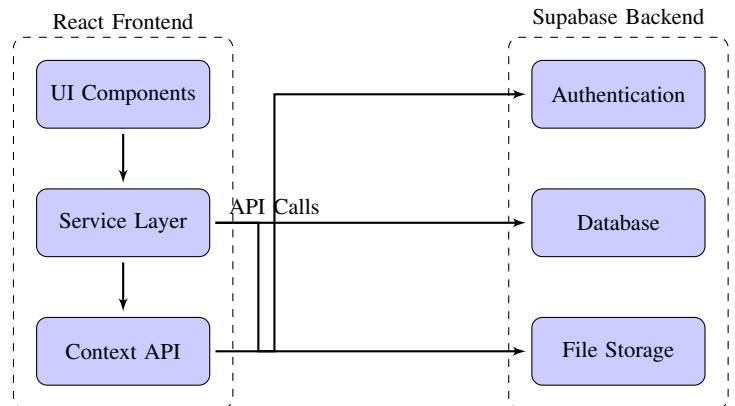 React Frontend
Supabase Backend
UI Components
Authentication
API Calls
Service Layer
Database
Context API
File Storage